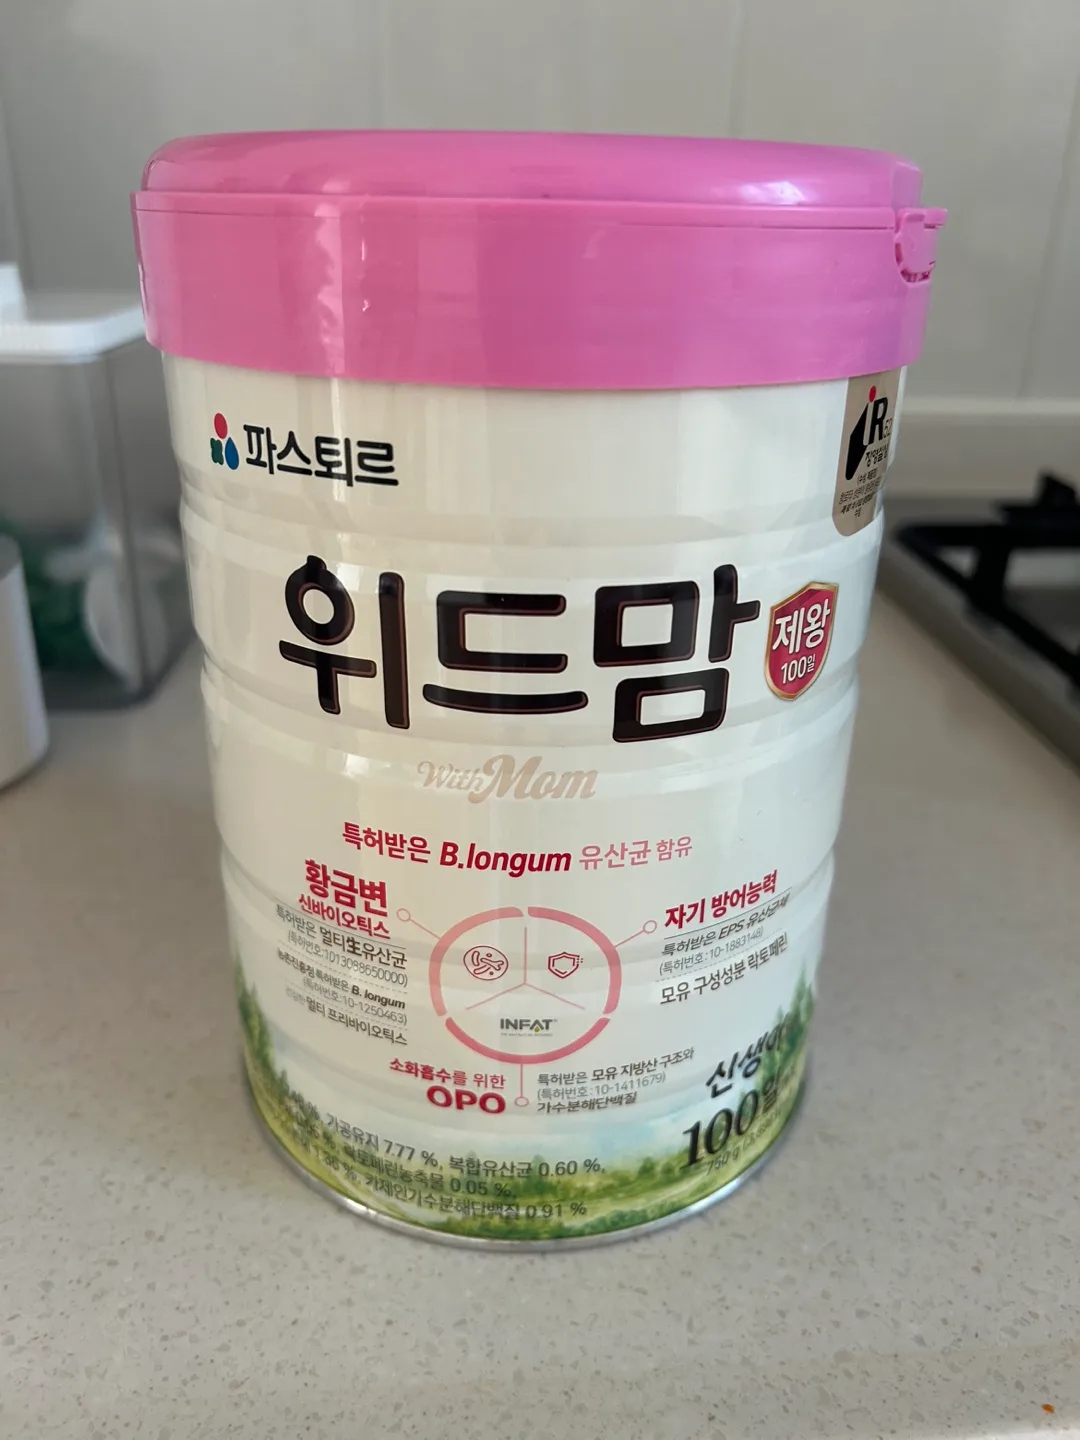 파스퇴르
iR
위드맘
제왕
100일
With Mom
특허받은 B.longum 유산균 함유
황금변
신바이오틱스
특허받은 멀티生유산균
(특허번호:1013098650000)
농촌진흥청 특허받은 B. longum
(특허번호:10-1250463)
멀티 프리바이오틱스
자기 방어능력
특허받은 EPS 유산균체
(특허번호:10-1883148)
모유 구성성분 락토페린
INFAT
소화흡수를 위한
OPO
특허받은 모유 지방산 구조와
(특허번호:10-1411679)
가수분해단백질
신생아
100일
750 g
가공유지 7.77 %, 복합유산균 0.60 %,
락토페린농축물 0.05 %,
카제인가수분해단백질 0.91 %